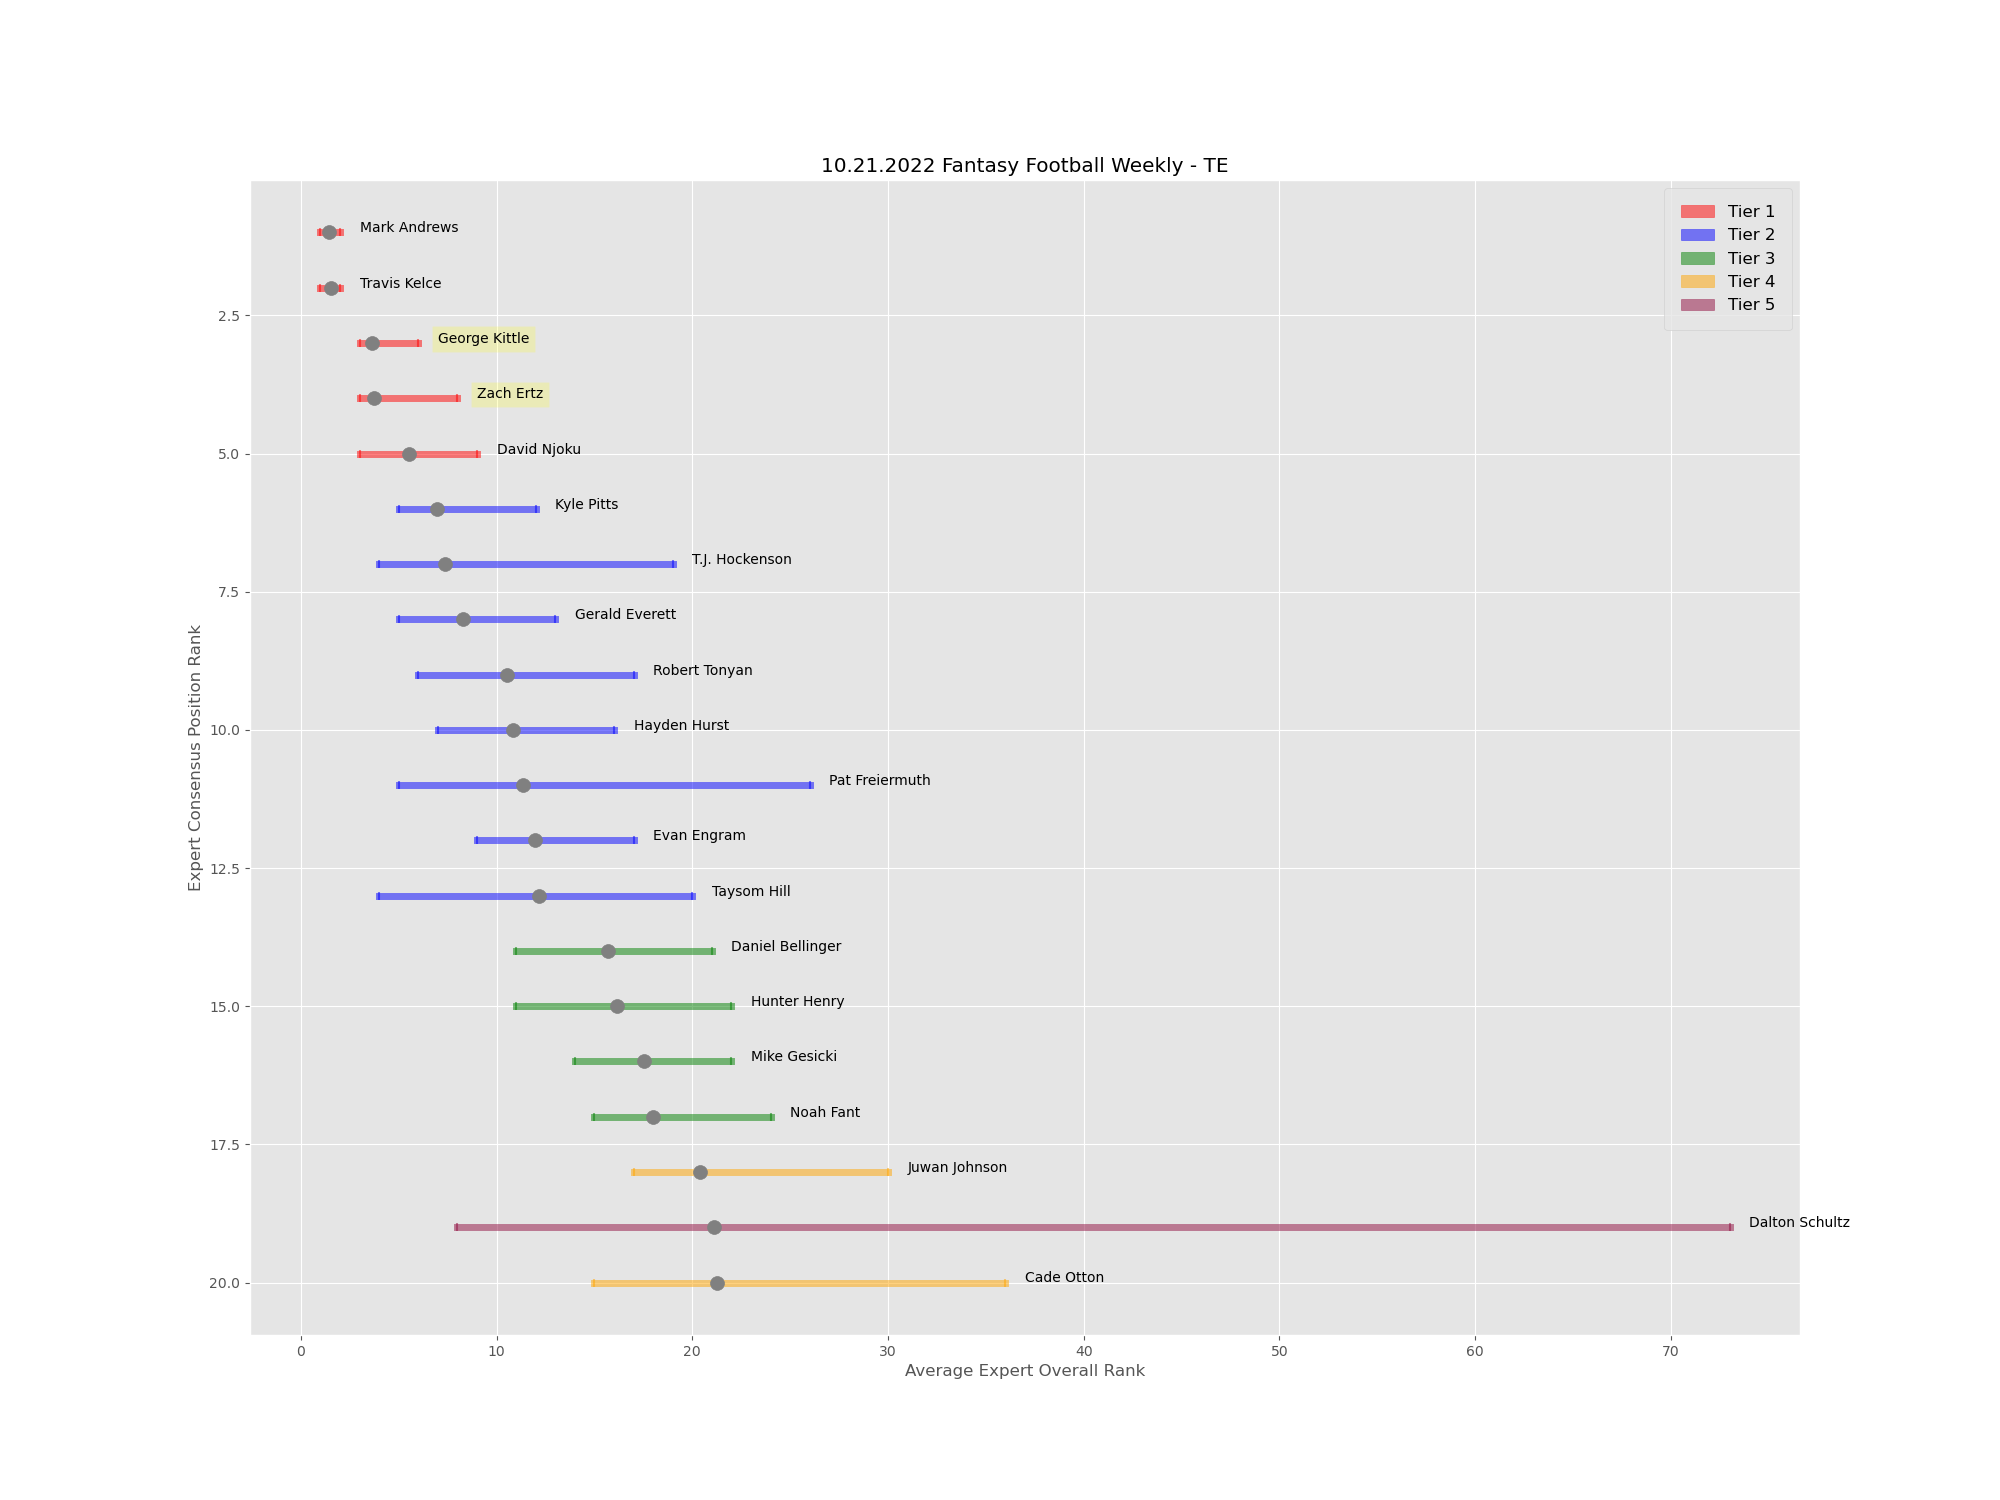 10.21.2022 Fantasy Football Weekly - TE
Tier 1
Tier 2
Tier 3
Tier 4
Tier 5
Mark Andrews
Travis Kelce
George Kittle
Zach Ertz
David Njoku
Kyle Pitts
T.J. Hockenson
Gerald Everett
Robert Tonyan
Hayden Hurst
Pat Freiermuth
Evan Engram
Taysom Hill
Daniel Bellinger
Hunter Henry
Mike Gesicki
Noah Fant
Juwan Johnson
Dalton Schultz
Cade Otton
Expert Consensus Position Rank
2.5
5.0
7.5
10.0
12.5
15.0
17.5
20.0
0 10 20 30 40 50 60 70
Average Expert Overall Rank